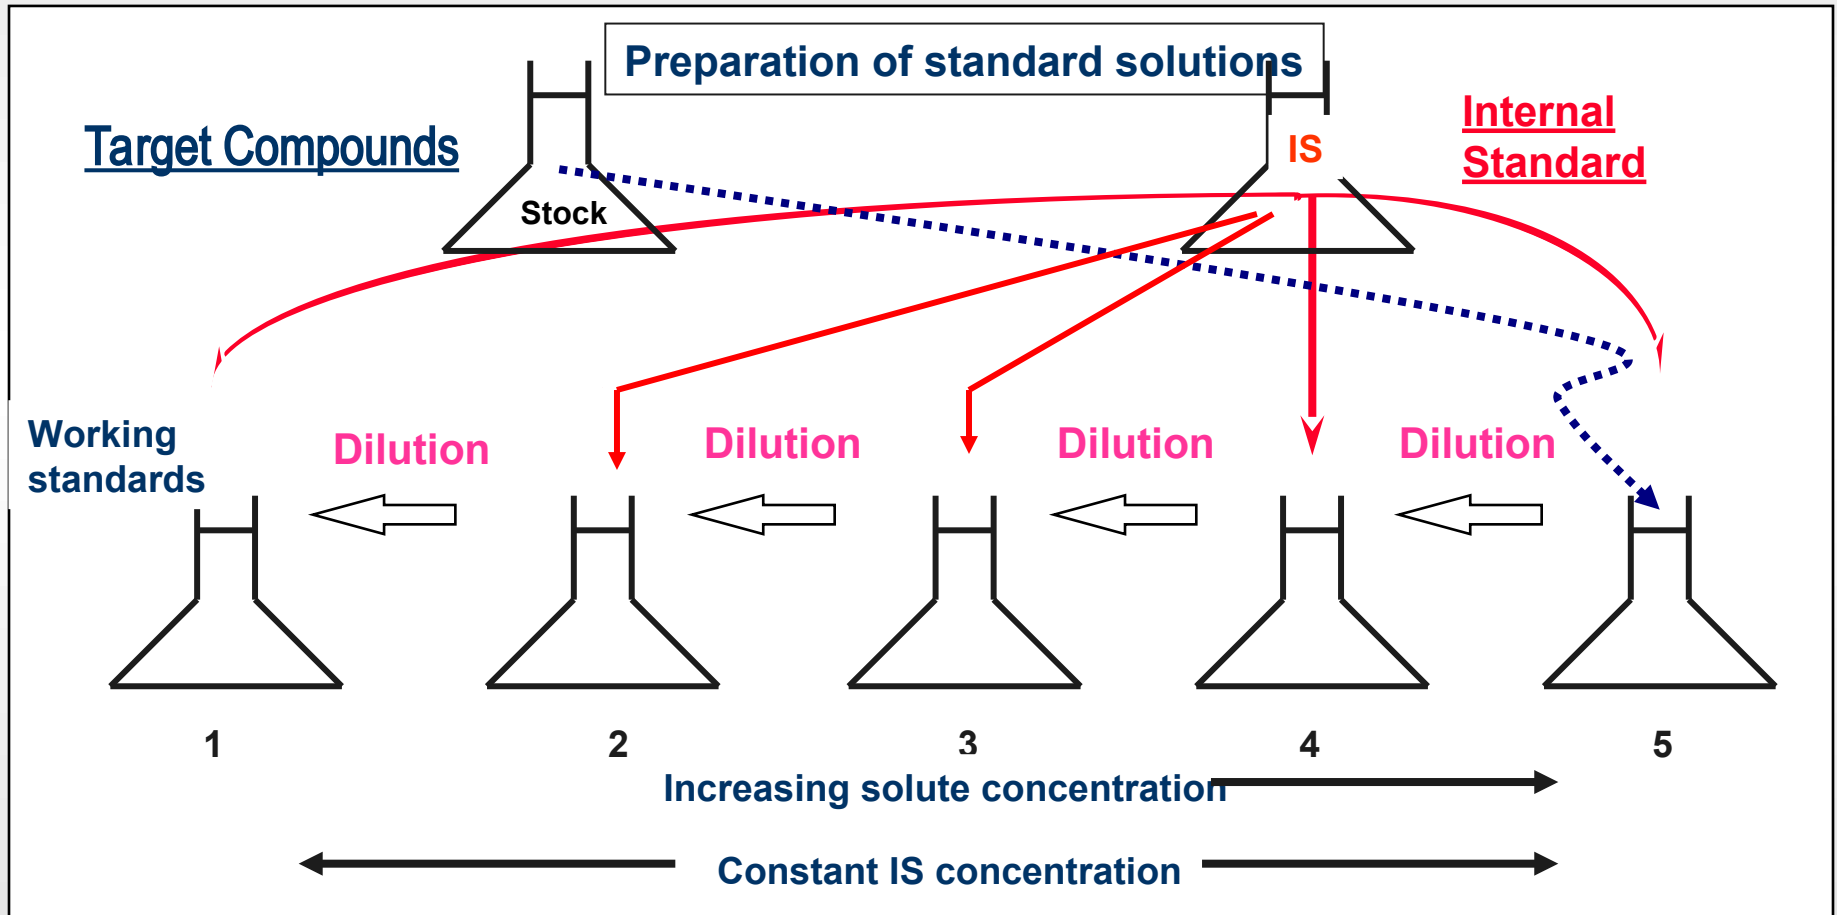 Preparation of standard solutions
Target Compounds
Internal
Standard
IS
Stock
Working
standards
Dilution
Dilution
Dilution
Dilution
1
2
3
4
5
Increasing solute concentration
Constant IS concentration